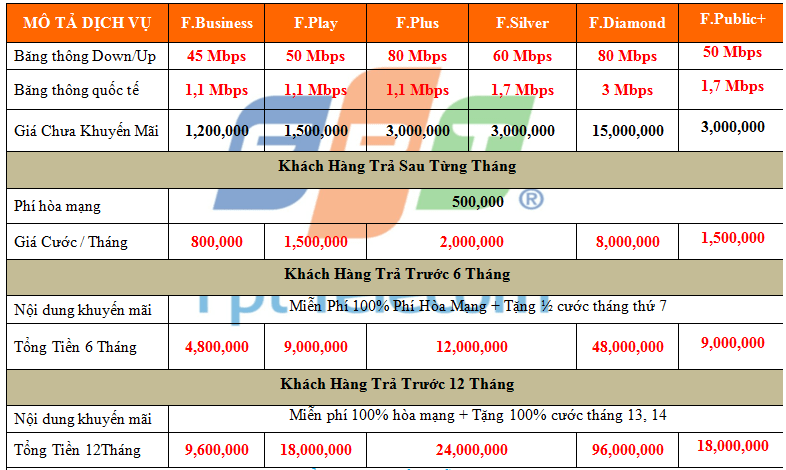 MÔ TẢ DỊCH VỤ F.Business F.Play F.Plus F.Silver F.Diamond F.Public+
Băng thông Down/Up 45 Mbps 50 Mbps 80 Mbps 60 Mbps 80 Mbps 50 Mbps
Băng thông quốc tế 1,1 Mbps 1,1 Mbps 1,1 Mbps 1,7 Mbps 3 Mbps 1,7 Mbps
Giá Chưa Khuyến Mãi 1,200,000 1,500,000 3,000,000 3,000,000 15,000,000 3,000,000
Khách Hàng Trả Sau Từng Tháng
Phí hòa mạng 500,000
Giá Cước / Tháng 800,000 1,500,000 2,000,000 8,000,000 1,500,000
Khách Hàng Trả Trước 6 Tháng
Nội dung khuyến mãi Miễn Phí 100% Phí Hòa Mạng + Tặng ½ cước tháng thứ 7
Tổng Tiền 6 Tháng 4,800,000 9,000,000 12,000,000 48,000,000 9,000,000
Khách Hàng Trả Trước 12 Tháng
Nội dung khuyến mãi Miễn phí 100% hòa mạng + Tặng 100% cước tháng 13, 14
Tổng Tiền 12Tháng 9,600,000 18,000,000 24,000,000 96,000,000 18,000,000
FPT ®
Fpt Telecom